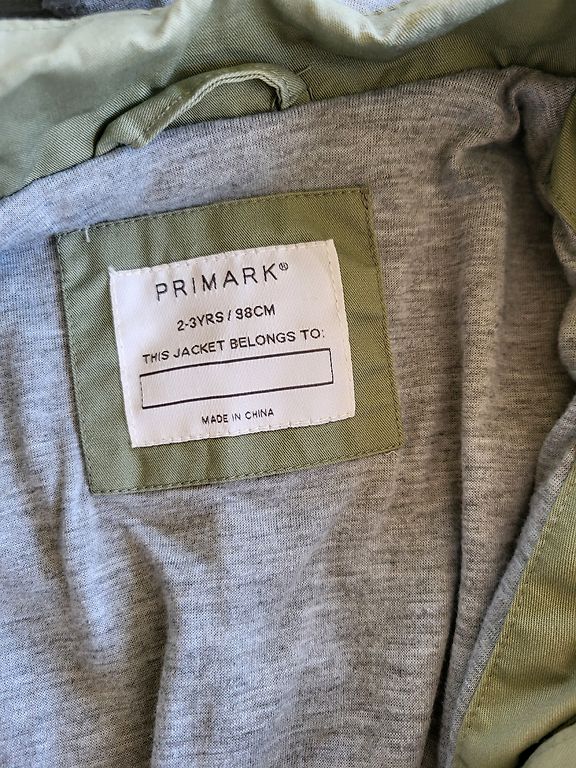 PRIMARK®
2-3YRS / 98CM
THIS JACKET BELONGS TO:
MADE IN CHINA